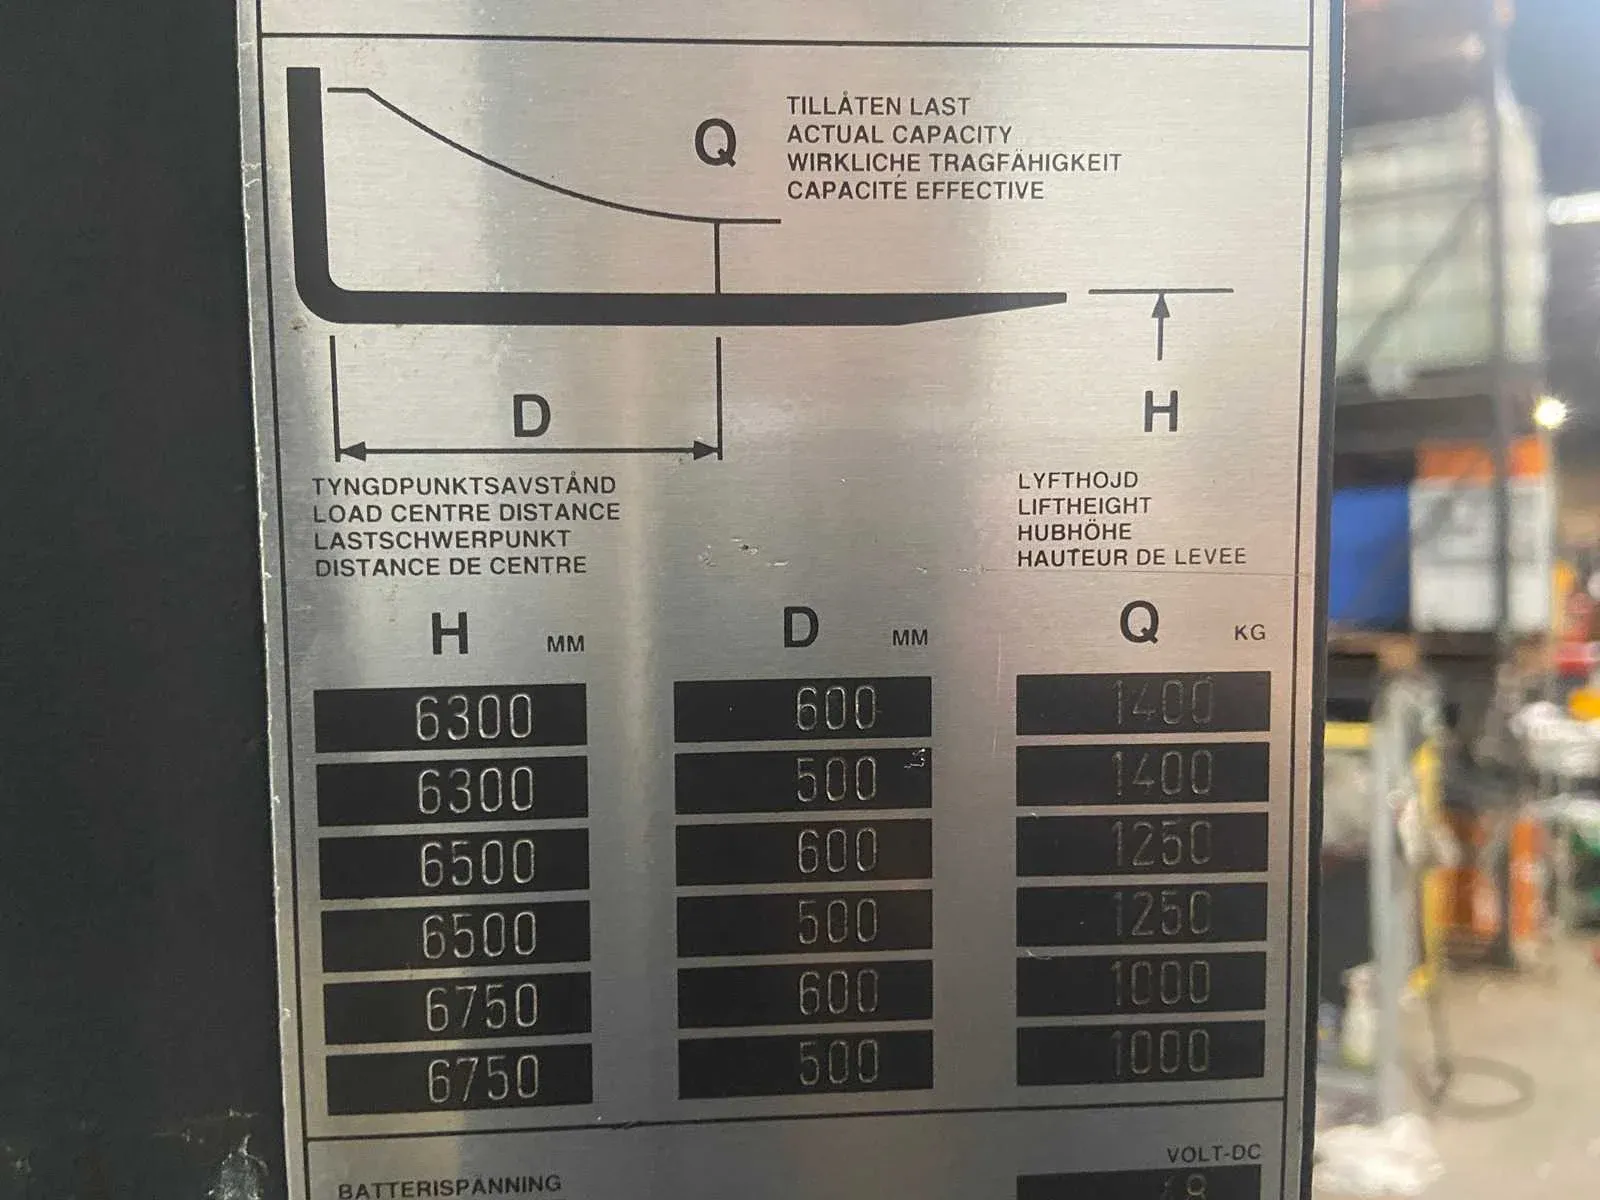 Q
TILLÅTEN LAST
ACTUAL CAPACITY
WIRKLICHE TRAGFÄHIGKEIT
CAPACITÉ EFFECTIVE
D
H
TYNGDPUNKTSAVSTÅND
LOAD CENTRE DISTANCE
LASTSCHWERPUNKT
DISTANCE DE CENTRE
LYFTHOJD
LIFTHEIGHT
HUBHÖHE
HAUTEUR DE LEVEE
H MM D MM Q KG
6300 600 1400
6300 500 1400
6500 600 1250
6500 500 1250
6750 600 1000
6750 500 1000
VOLT-DC
BATTERISPÄNNING